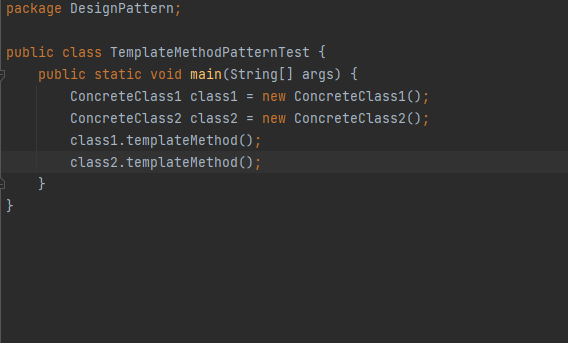 package DesignPattern;
public class TemplateMethodPatternTest {
public static void main(String[] args) {
ConcreteClass1 class1 = new ConcreteClass1();
ConcreteClass2 class2 = new ConcreteClass2();
class1.templateMethod();
class2.templateMethod();
}
}